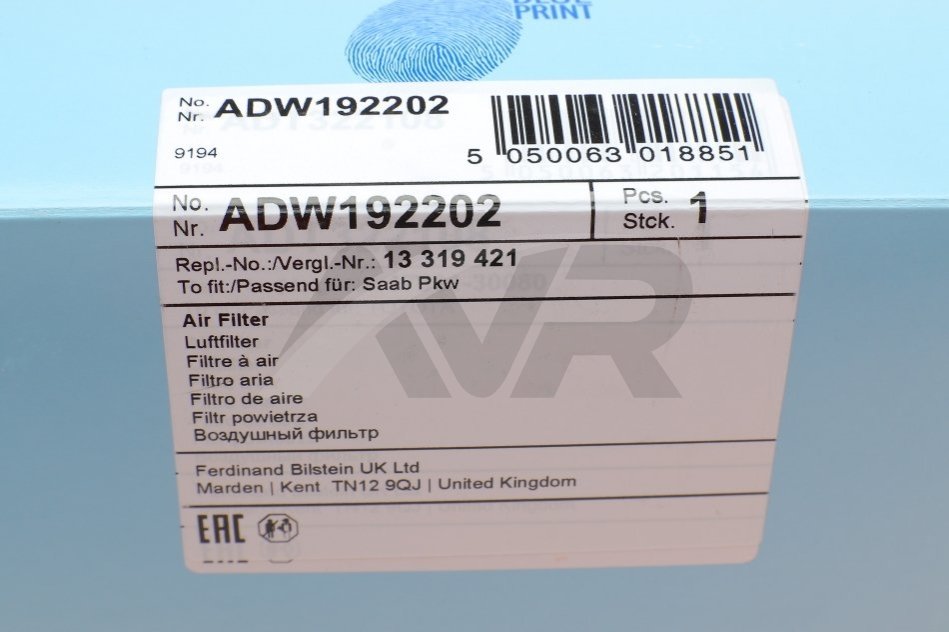 BLUE
PRINT
No. ADW192202
Nr.
9194
5 050063 018851
No. ADW192202
Nr.
Pcs. 1
Stck.
Repl.-No.:/Vergl.-Nr.: 13 319 421
To fit:/Passend für: Saab Pkw
Air Filter
Luftfilter
Filtre à air
Filtro aria
Filtro de aire
Filtr powietrza
Воздушный фильтр
Ferdinand Bilstein UK Ltd
Marden | Kent TN12 9QJ | United Kingdom
EAC
AVR